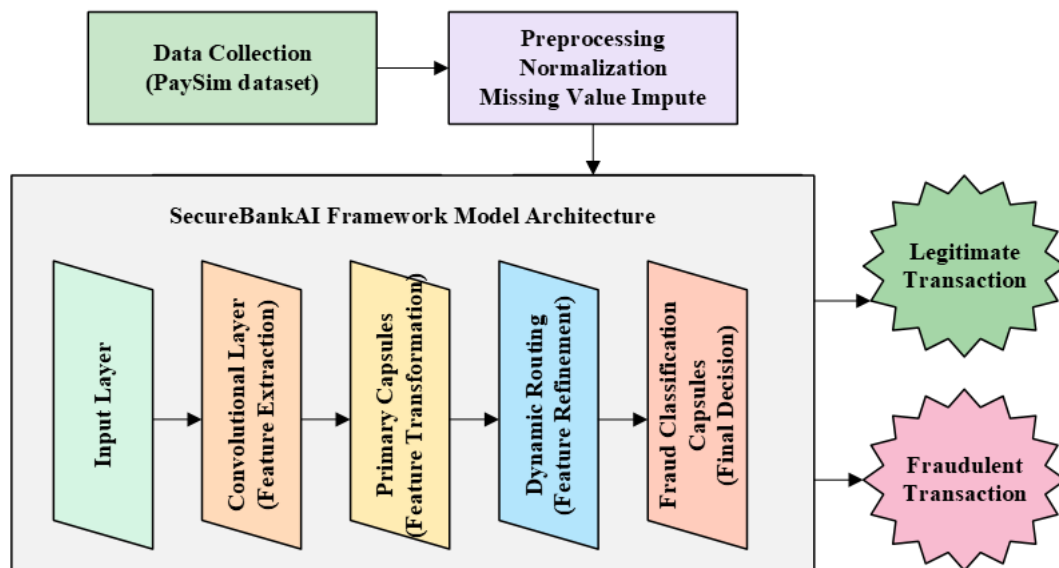 Data Collection
(PaySim dataset)
Preprocessing
Normalization
Missing Value Impute
SecureBankAI Framework Model Architecture
Input Layer
Convolutional Layer
(Feature Extraction)
Primary Capsules
(Feature Transformation)
Dynamic Routing
(Feature Refinement)
Fraud Classification
Capsules
(Final Decision)
Legitimate
Transaction
Fraudulent
Transaction